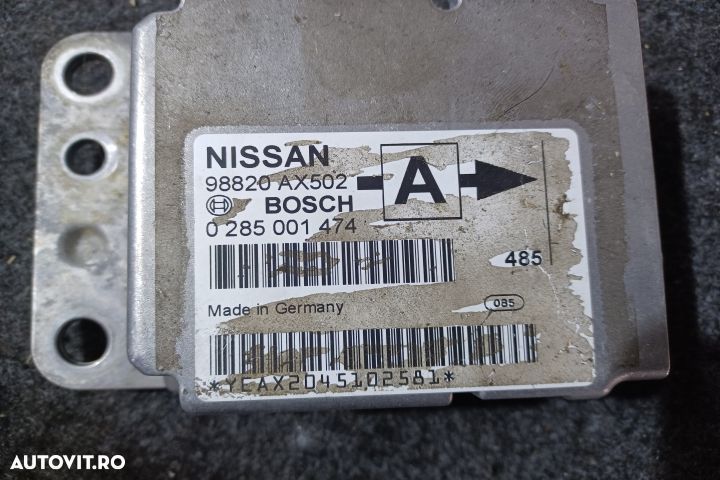 NISSAN
98820 AX502
A
BOSCH
0 285 001 474
485
Made in Germany
085
*YEAX2045102581*
AUTOVIT.RO